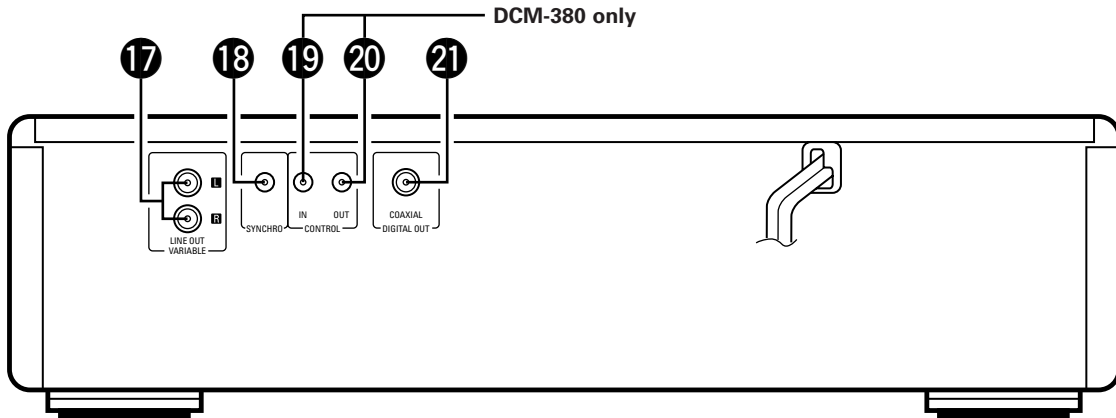 DCM-380 only
17 18 19 20 21
L
R
LINE OUT
VARIABLE
SYNCHRO
IN OUT
CONTROL
COAXIAL
DIGITAL OUT